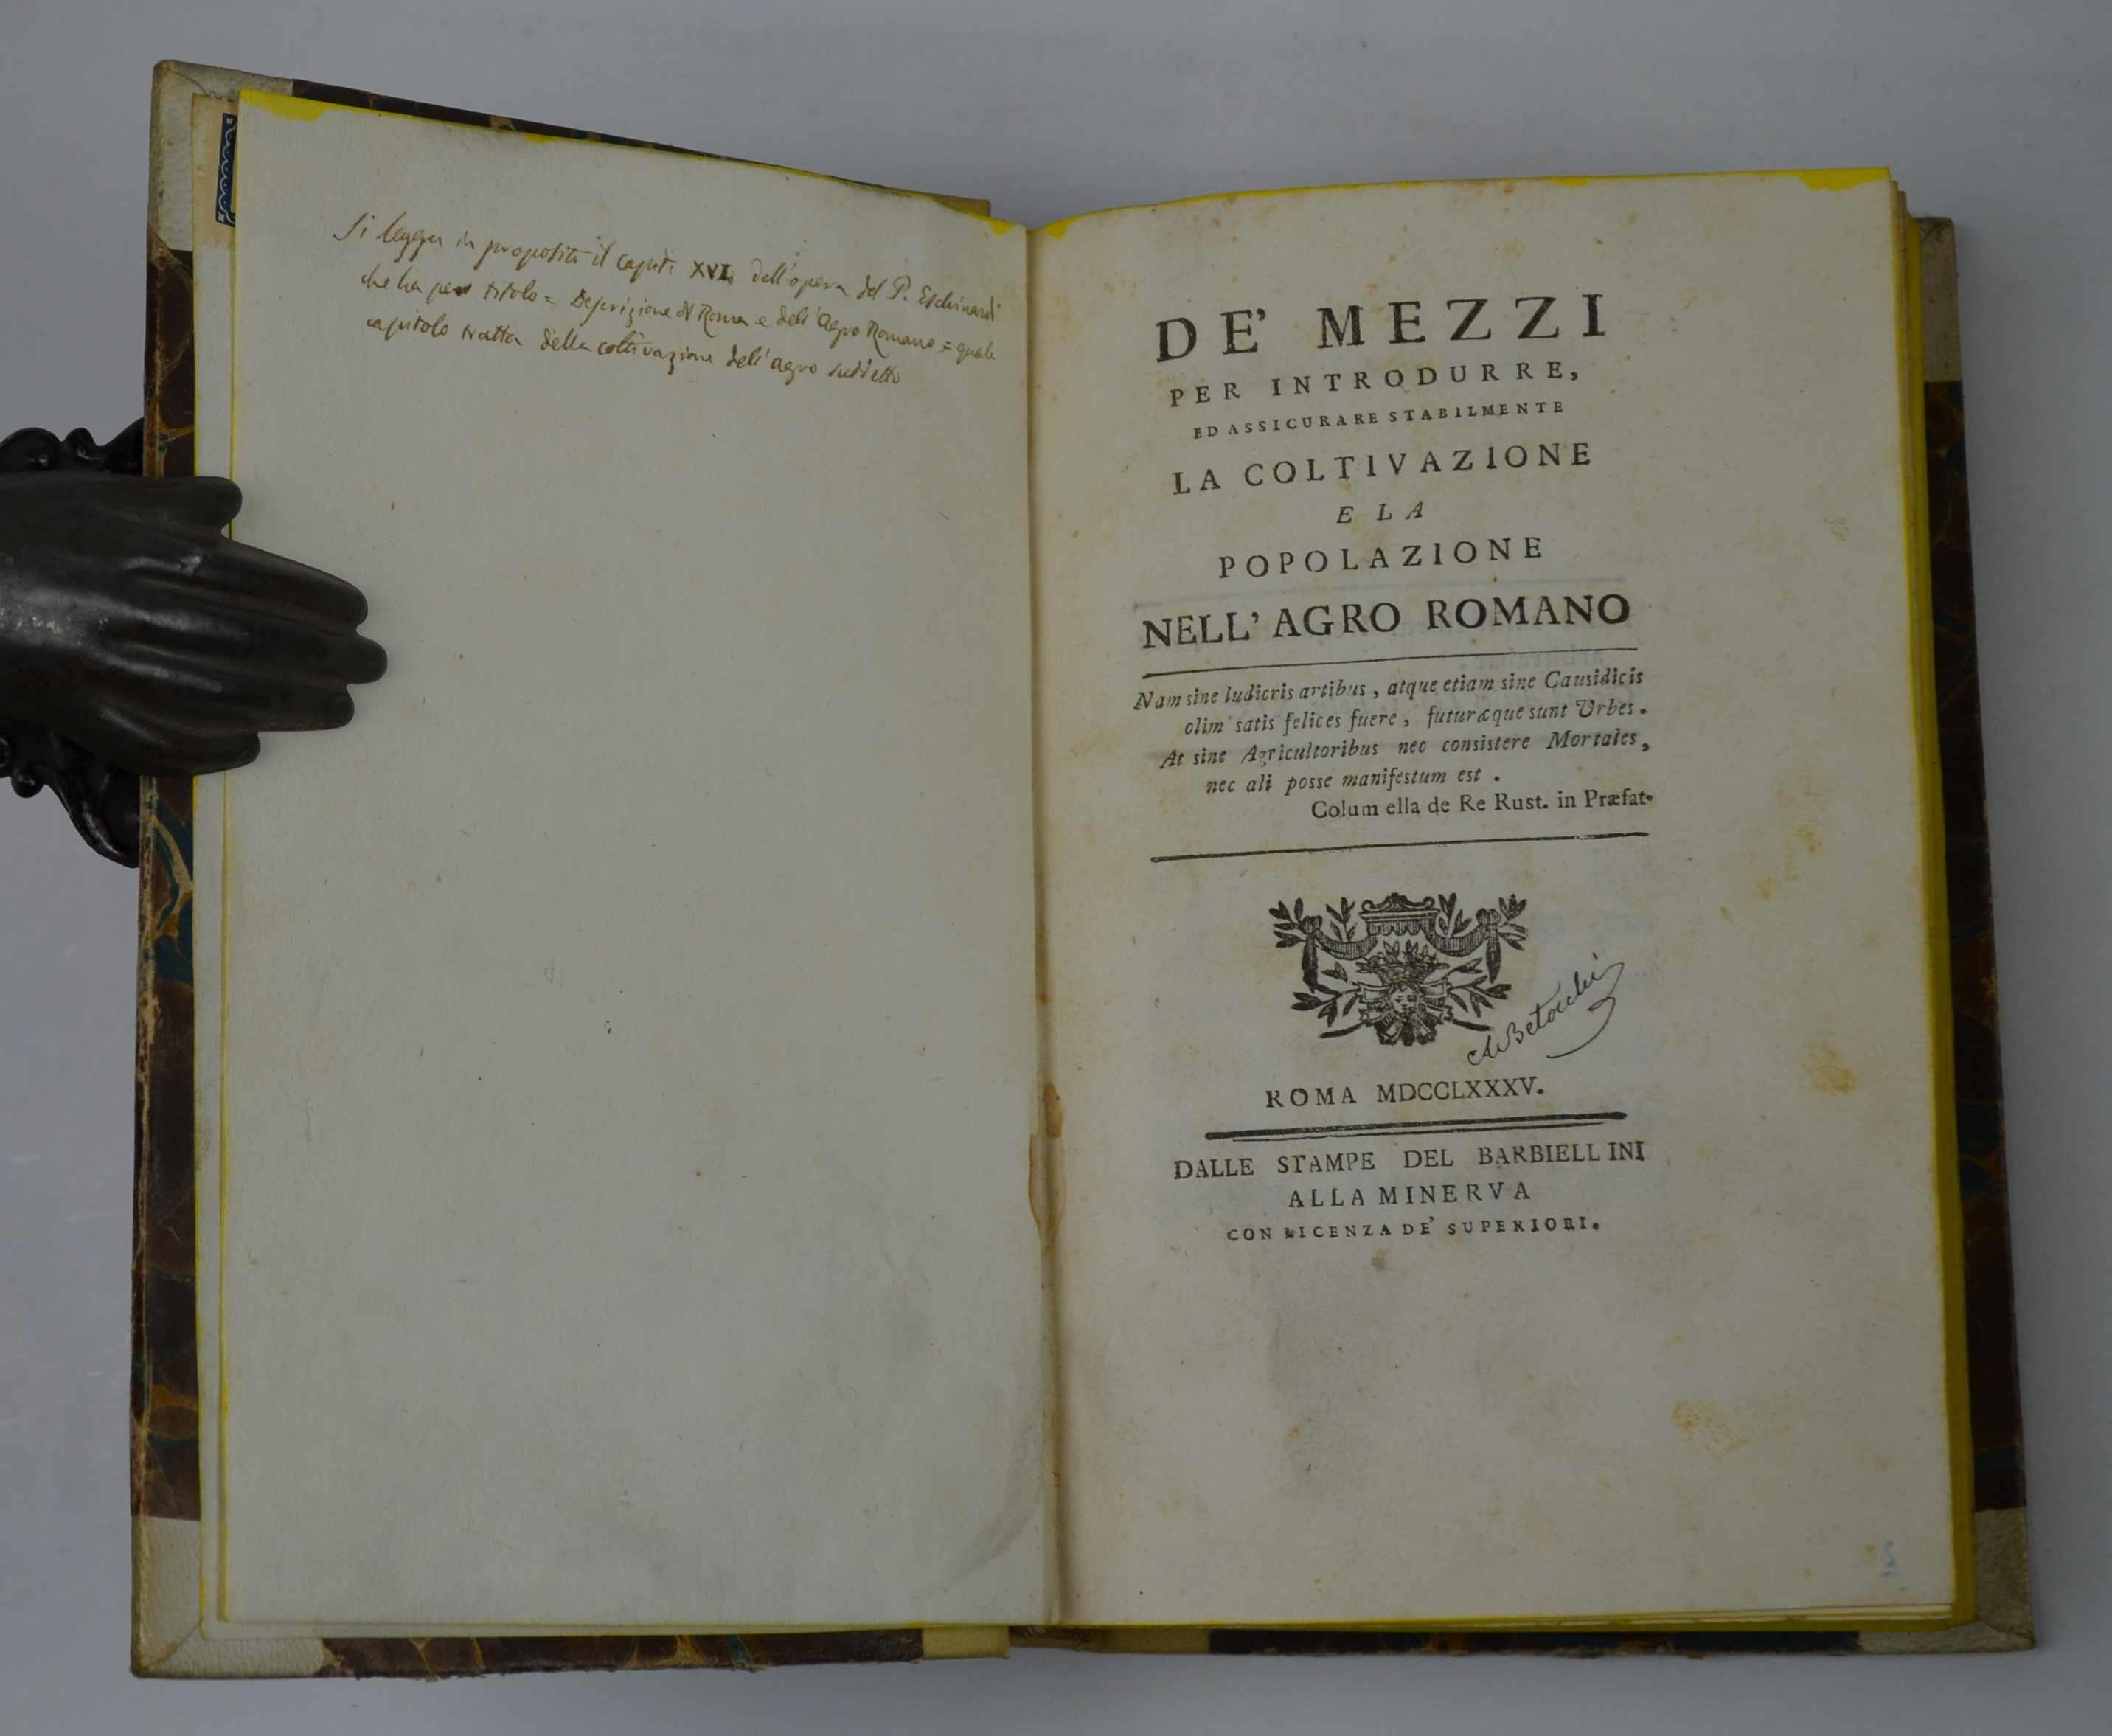 Si legga in proposito il capit. XVI. dell'opera del P. Eschinardi
che ha per titolo = Descrizione di Roma e dell'Agro Romano = quale
capitolo tratta della coltivazione dell'agro suddetto
DE' MEZZI
PER INTRODURRE,
ED ASSICURARE STABILMENTE
LA COLTIVAZIONE
E LA
POPOLAZIONE
NELL' AGRO ROMANO
Nam sine ludicris artibus, atque etiam sine Causidicis
olim satis felices fuere, futuræque sunt Urbes.
At sine Agricultoribus nec consistere Mortales,
nec ali posse manifestum est.
Colum ella de Re Rust. in Præfat.
A Betocchi
ROMA MDCCLXXXV.
DALLE STAMPE DEL BARBIELLINI
ALLA MINERVA
CON LICENZA DE' SUPERIORI.